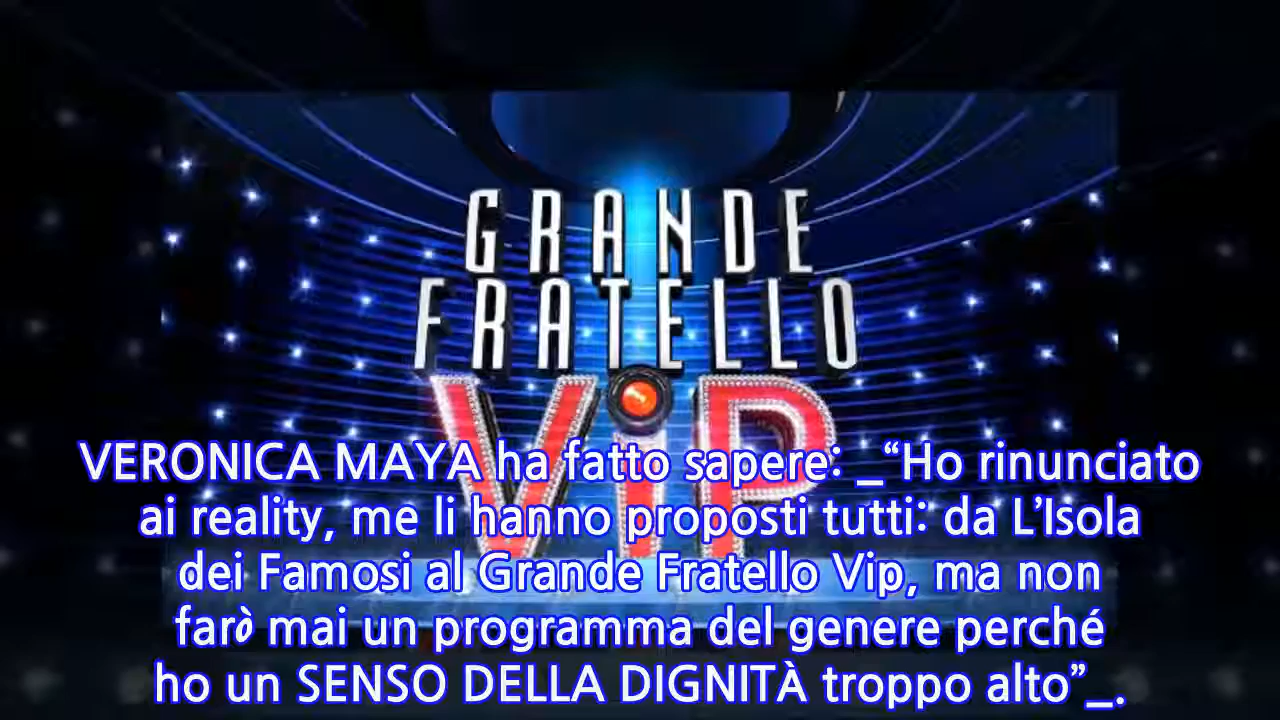 GRANDE
FRATELLO
ViP
VERONICA MAYA ha fatto sapere: _“Ho rinunciato
ai reality, me li hanno proposti tutti: da L’Isola
dei Famosi al Grande Fratello Vip, ma non
farò mai un programma del genere perché
ho un SENSO DELLA DIGNITÀ troppo alto”_.